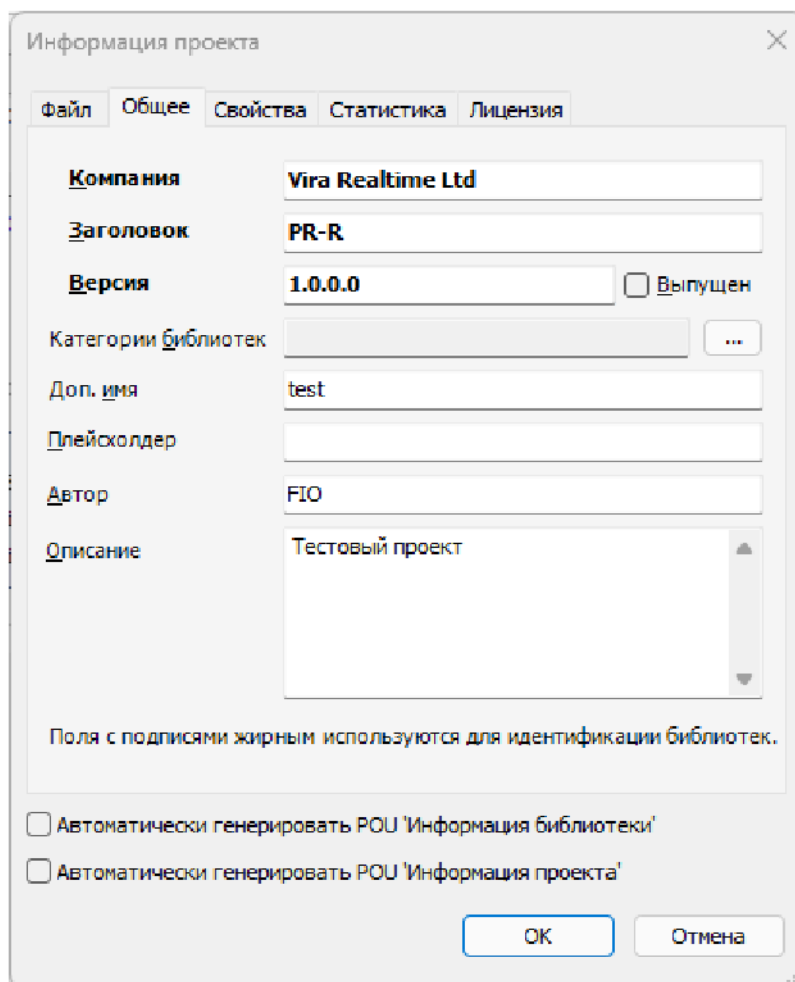 Информация проекта
Файл Общее Свойства Статистика Лицензия
Компания Vira Realtime Ltd
Заголовок PR-R
Версия 1.0.0.0 Выпущен
Категории библиотек ...
Доп. имя test
Плейсхолдер
Автор FIO
Описание Тестовый проект
Поля с подписями жирным используются для идентификации библиотек.
Автоматически генерировать POU 'Информация библиотеки'
Автоматически генерировать POU 'Информация проекта'
OK Отмена